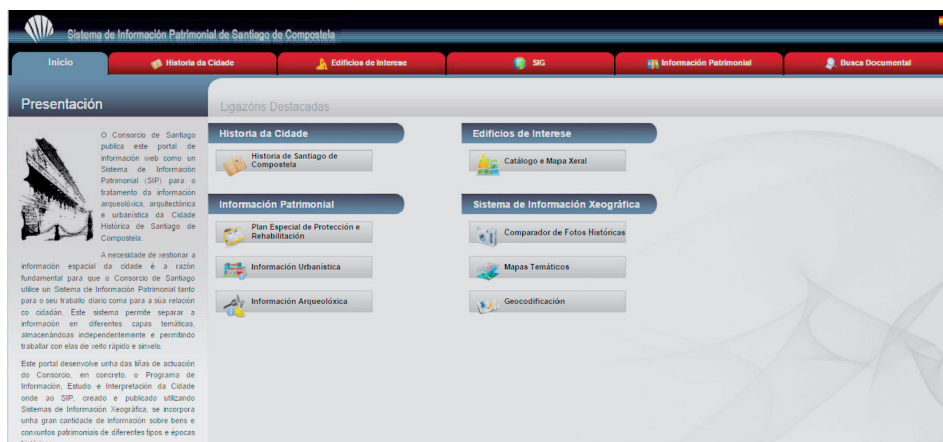 Sistema de Información Patrimonial de Santiago de Compostela
Inicio
Historia da Cidade
Edificios de Interese
SIG
Información Patrimonial
Busca Documental
Presentación
Ligazóns Destacadas
O Consorcio de Santiago
publica este portal de
información web como un
Sistema de Información
Patrimonial (SIP) para o
tratamento da información
arqueolóxica, arquitectónica
e urbanística da Cidade
Histórica de Santiago de
Compostela.
A necesidade de xestionar a
información espacial da cidade é a razón
fundamental para que o Consorcio de Santiago
utilice un Sistema de Información Patrimonial tanto
para o seu traballo diario coma para a súa relación
co cidadan. Este sistema permite separar a
información en diferentes capas temáticas,
almacenándoas independentemente e permitindo
traballar con elas de xeito rápido e sinxelo.
Este portal desenvolve unha das liñas de actuación
do Consorcio, en concreto, o Programa de
Información, Estudo e Interpretación da Cidade
onde ao SIP, creado e publicado utilizando
Sistemas de Información Xeográfica, se incorpora
unha gran cantidade de información sobre bens e
conxuntos patrimoniais de diferentes tipos e épocas
Historia da Cidade
Historia de Santiago de
Compostela
Edificios de Interese
Catálogo e Mapa Xeral
Información Patrimonial
Plan Especial de Protección e
Rehabilitación
Información Urbanística
Información Arqueolóxica
Sistema de Información Xeográfica
Comparador de Fotos Históricas
Mapas Temáticos
Geocodificación